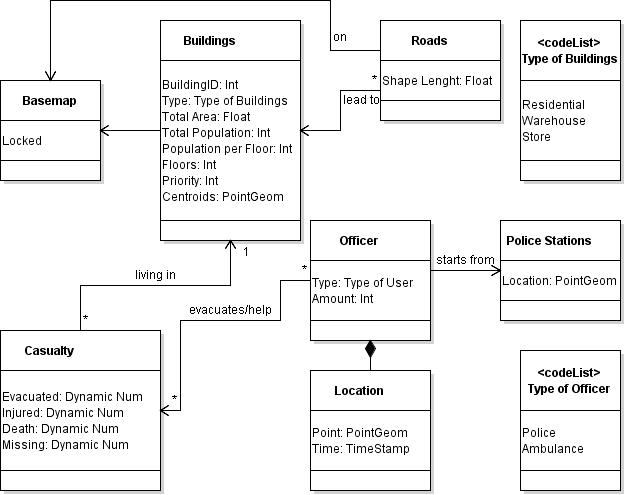 Buildings
BuildingID: Int
Type: Type of Buildings
Total Area: Float
Total Population: Int
Population per Floor: Int
Floors: Int
Priority: Int
Centroids: PointGeom
on
Roads
Shape Lenght: Float
*
lead to
<codeList>
Type of Buildings
Residential
Warehouse
Store
Basemap
Locked
1
living in
*
Officer
Type: Type of User
Amount: Int
*
evacuates/help
*
starts from
Police Stations
Location: PointGeom
Casualty
Evacuated: Dynamic Num
Injured: Dynamic Num
Death: Dynamic Num
Missing: Dynamic Num
Location
Point: PointGeom
Time: TimeStamp
<codeList>
Type of Officer
Police
Ambulance